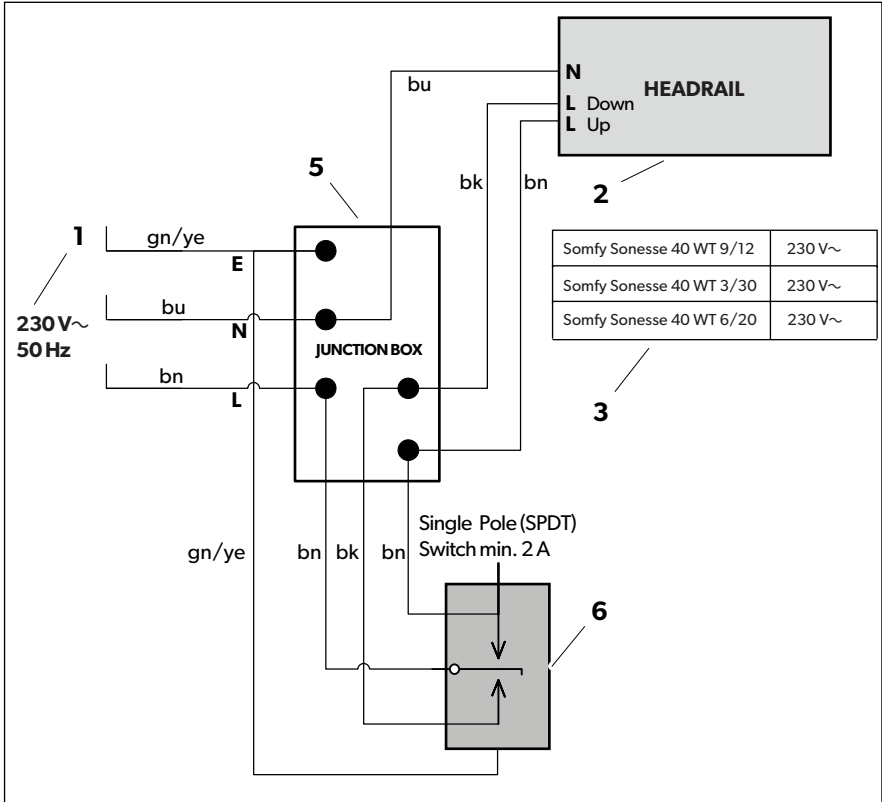 N
HEADRAIL
bu
L Down
L Up
5
bk
bn
2
1
gn/ye
E
Somfy Sonesse 40 WT 9/12 230 V~
Somfy Sonesse 40 WT 3/30 230 V~
Somfy Sonesse 40 WT 6/20 230 V~
bu
230 V~
50 Hz
N
JUNCTION BOX
bn
L
3
Single Pole (SPDT)
Switch min. 2 A
gn/ye
bn
bk
bn
6